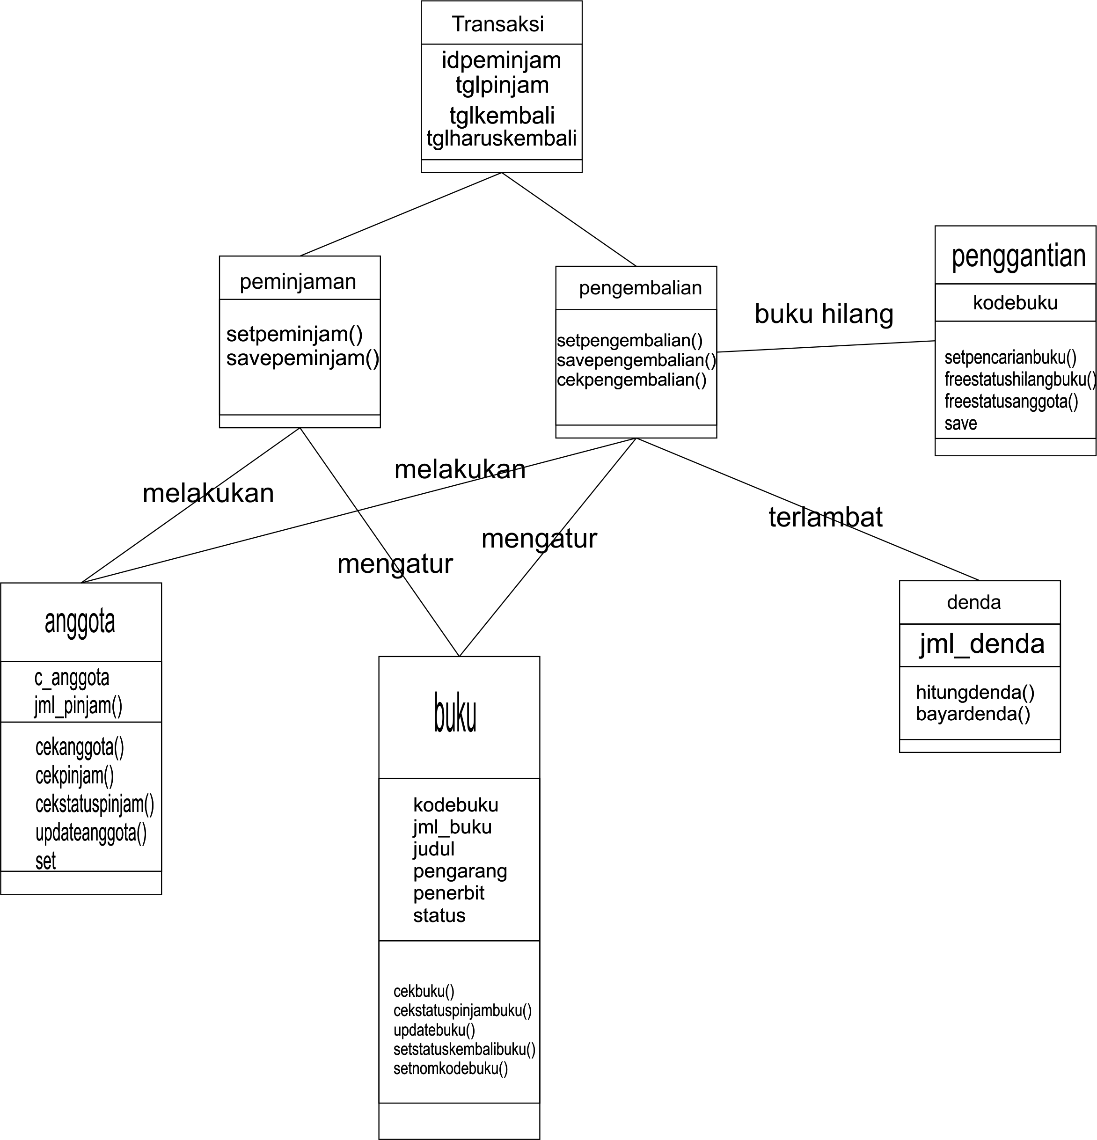 Transaksi
idpeminjam
tglpinjam
tglkembali
tglharuskembali
peminjaman
setpeminjam()
savepeminjam()
pengembalian
setpengembalian()
savepengembalian()
cekpengembalian()
buku hilang
penggantian
kodebuku
setpencarianbuku()
freestatushilangbuku()
freestatusanggota()
save
melakukan
melakukan
mengatur
mengatur
terlambat
anggota
c_anggota
jml_pinjam()
cekanggota()
cekpinjam()
cekstatuspinjam()
updateanggota()
set
buku
kodebuku
jml_buku
judul
pengarang
penerbit
status
cekbuku()
cekstatuspinjambuku()
updatebuku()
setstatuskembalibuku()
setnomkodebuku()
denda
jml_denda
hitungdenda()
bayardenda()